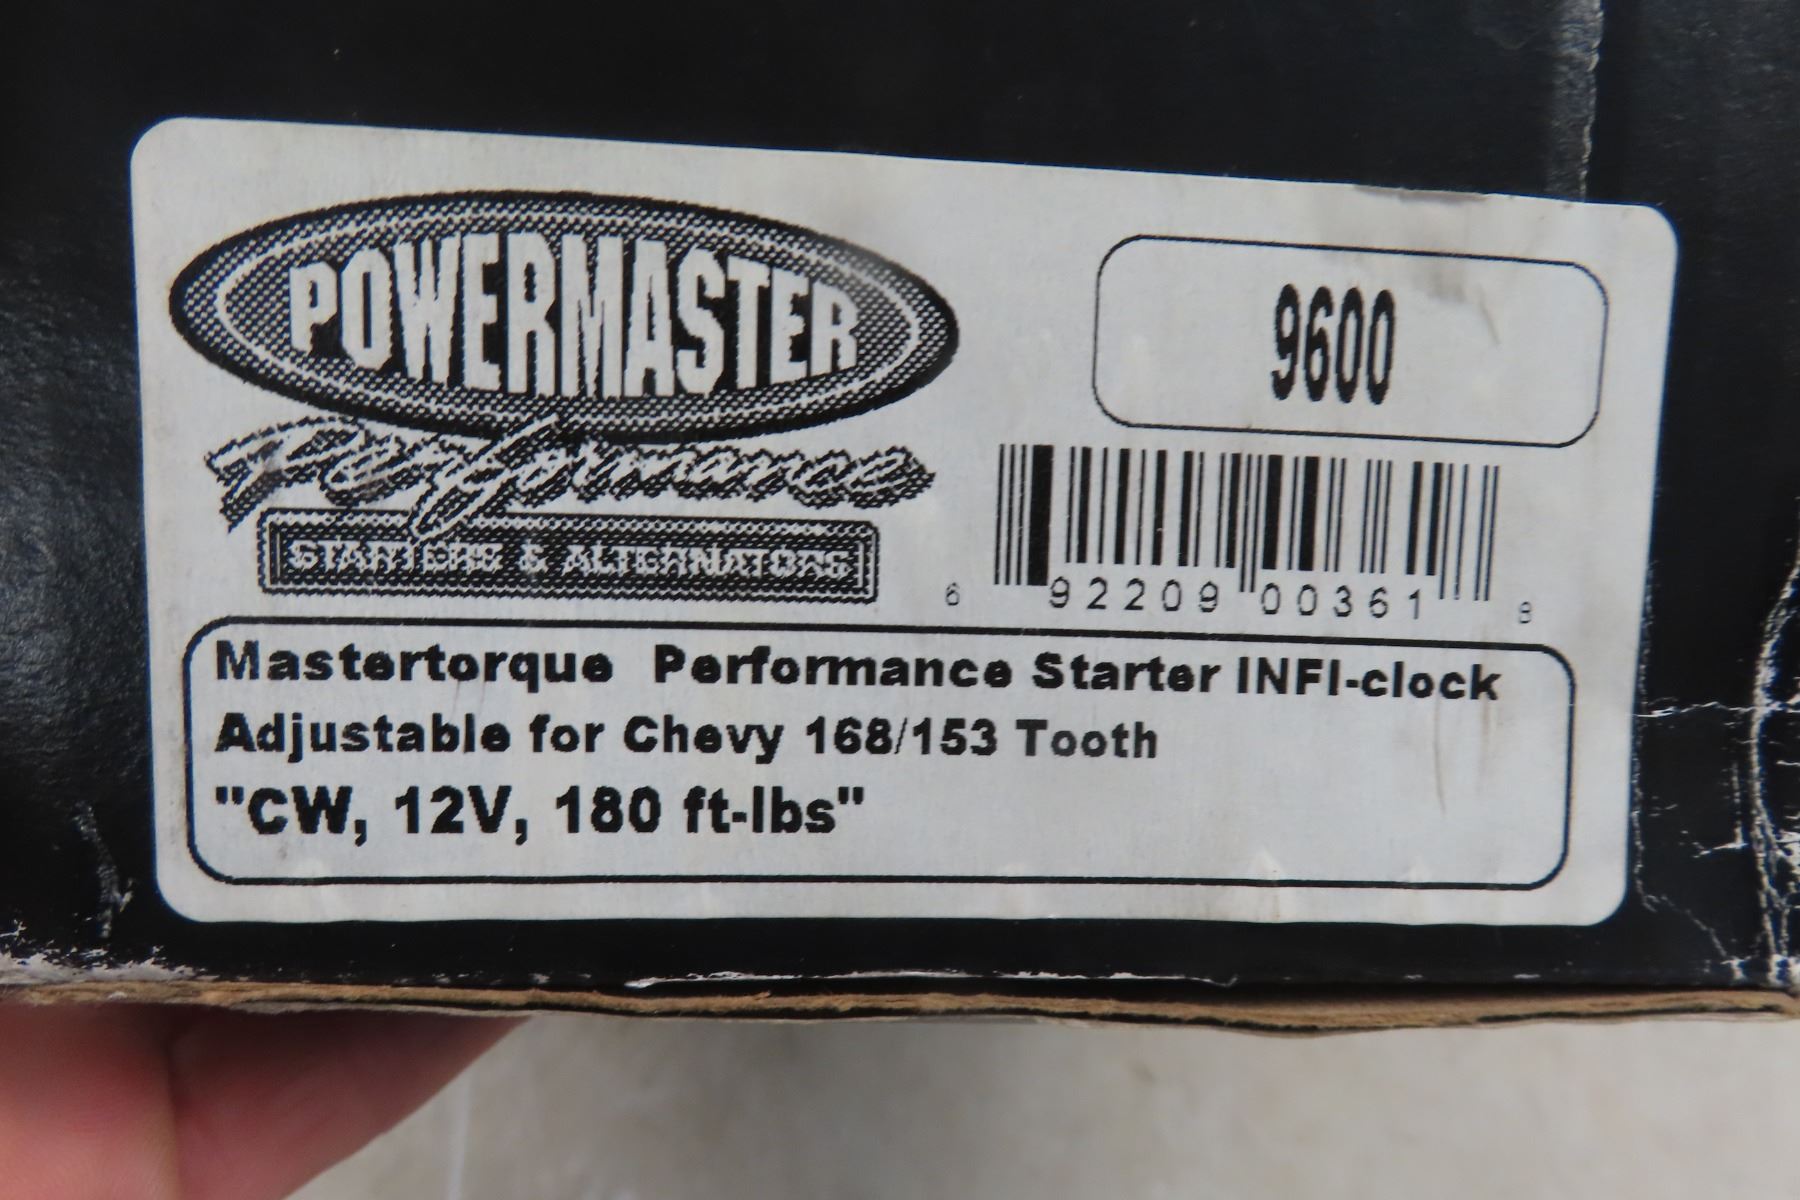 POWERMASTER
Performance
STARTERS & ALTERNATORS
9600
6 92209 00361 8
Mastertorque Performance Starter INFI-clock
Adjustable for Chevy 168/153 Tooth
"CW, 12V, 180 ft-lbs"